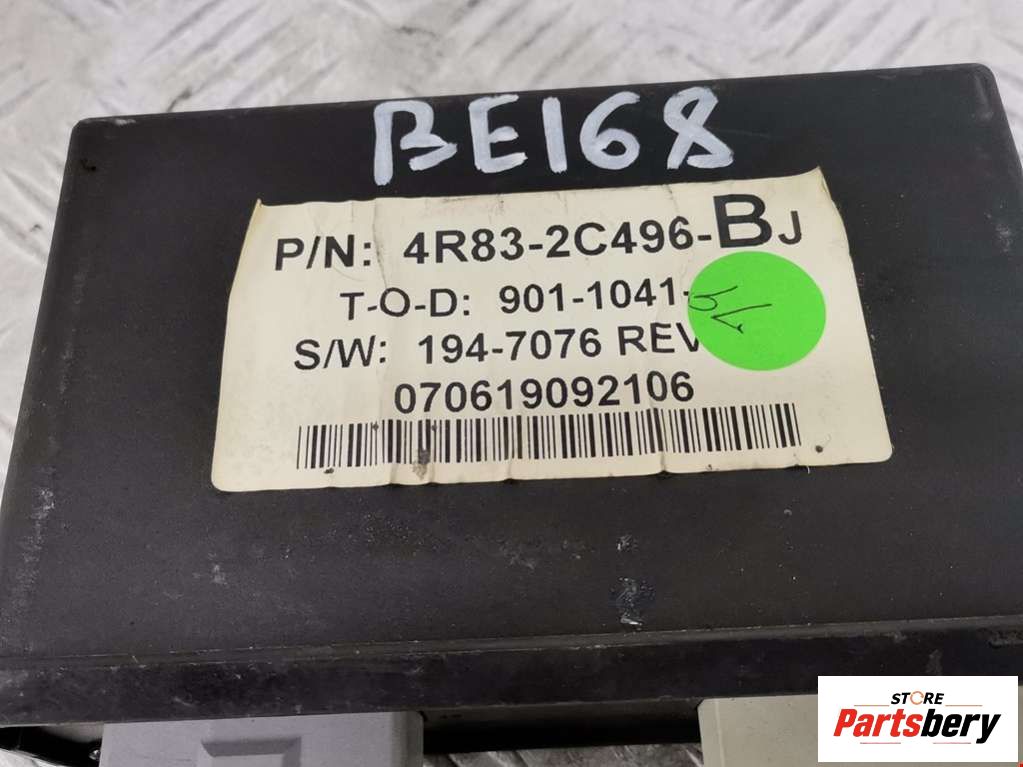 BE168
P/N: 4R83-2C496-BJ
T-O-D: 901-1041-
S/W: 194-7076 REV
070619092106
STORE
Partsbery